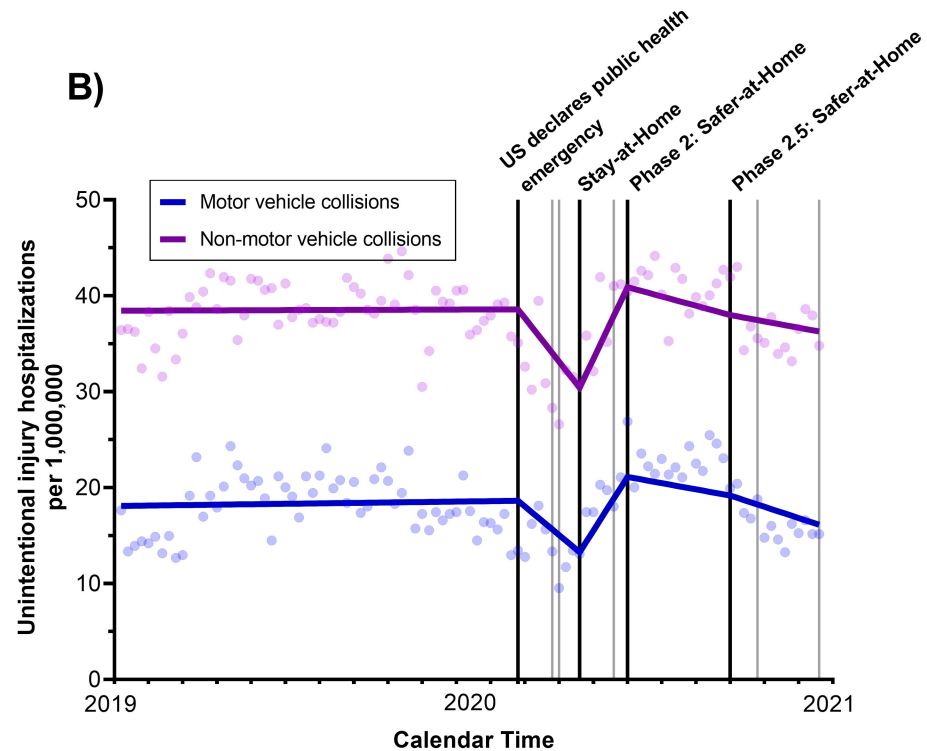 B)
US declares public health
emergency
Stay-at-Home
Phase 2: Safer-at-Home
Phase 2.5: Safer-at-Home
Motor vehicle collisions
Non-motor vehicle collisions
Unintentional injury hospitalizations
per 1,000,000
50
40
30
20
10
0
2019
2020
2021
Calendar Time